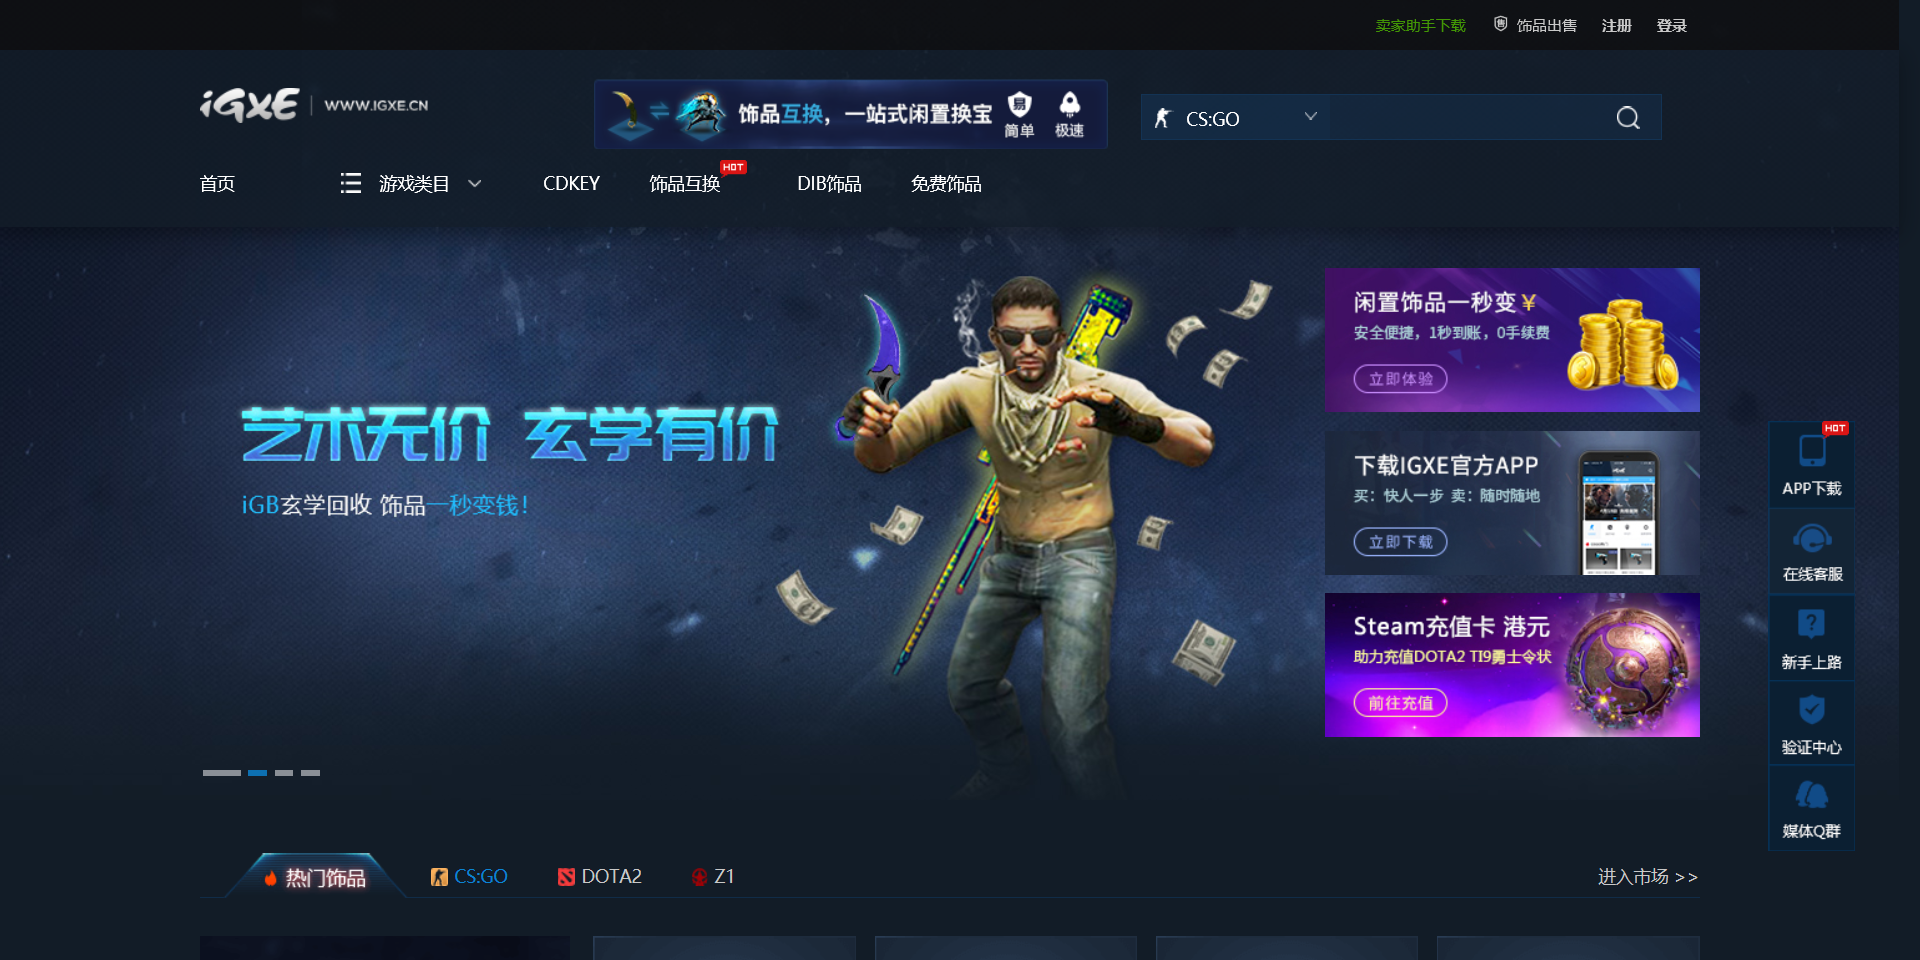 卖家助手下载 饰品出售 注册 登录
iGXE WWW.IGXE.CN
饰品互换，一站式闲置换宝 易 简单 极速
CS:GO
首页 游戏类目 CDKEY 饰品互换 HOT DIB饰品 免费饰品
艺术无价 玄学有价
iGB玄学回收 饰品一秒变钱！
闲置饰品一秒变¥
安全便捷，1秒到账，0手续费
立即体验
下载IGXE官方APP
买：快人一步 卖：随时随地
立即下载
Steam充值卡 港元
助力充值DOTA2 TI9勇士令状
前往充值
HOT
APP下载
在线客服
新手上路
验证中心
媒体Q群
热门饰品 CS:GO DOTA2 Z1 进入市场 >>